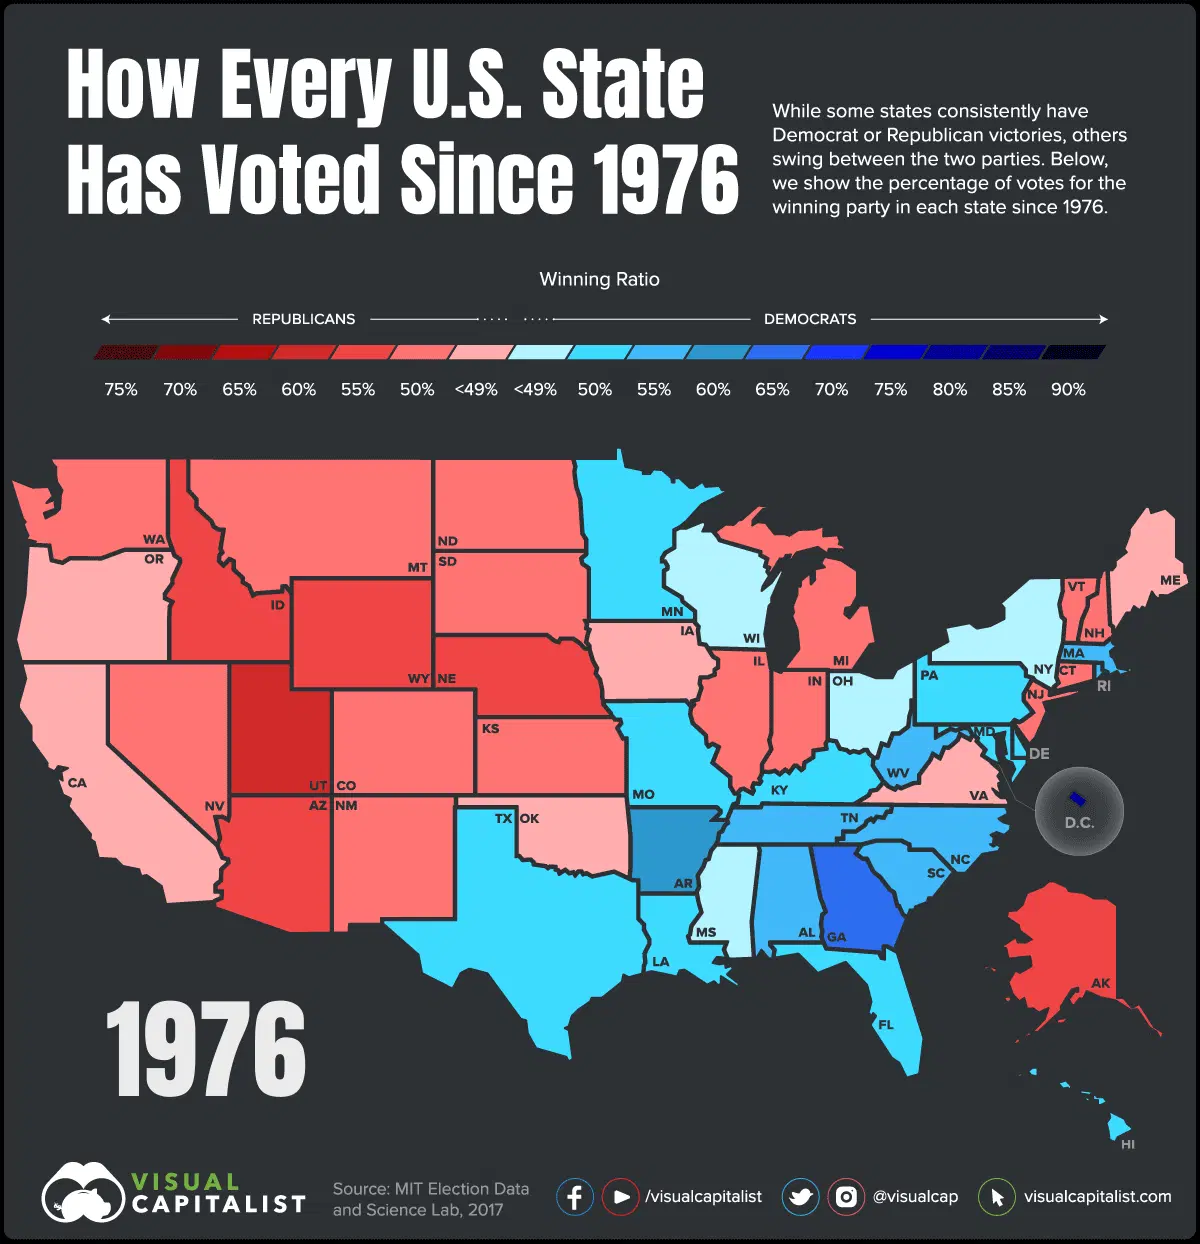 How Every U.S. State
Has Voted Since 1976
While some states consistently have
Democrat or Republican victories, others
swing between the two parties. Below,
we show the percentage of votes for the
winning party in each state since 1976.
Winning Ratio
REPUBLICANS
DEMOCRATS
75% 70% 65% 60% 55% 50% <49% <49% 50% 55% 60% 65% 70% 75% 80% 85% 90%
WA
OR
ID
MT
ND
SD
WY
NE
MN
IA
WI
IL
MI
IN
OH
PA
NY
VT
NH
ME
MA
CT
RI
NJ
MD
DE
D.C.
CA
NV
UT
CO
KS
MO
KY
WV
VA
AZ
NM
TX
OK
AR
TN
NC
SC
MS
AL
GA
LA
FL
AK
HI
1976
VISUAL
CAPITALIST
Source: MIT Election Data
and Science Lab, 2017
/visualcapitalist
@visualcap
visualcapitalist.com